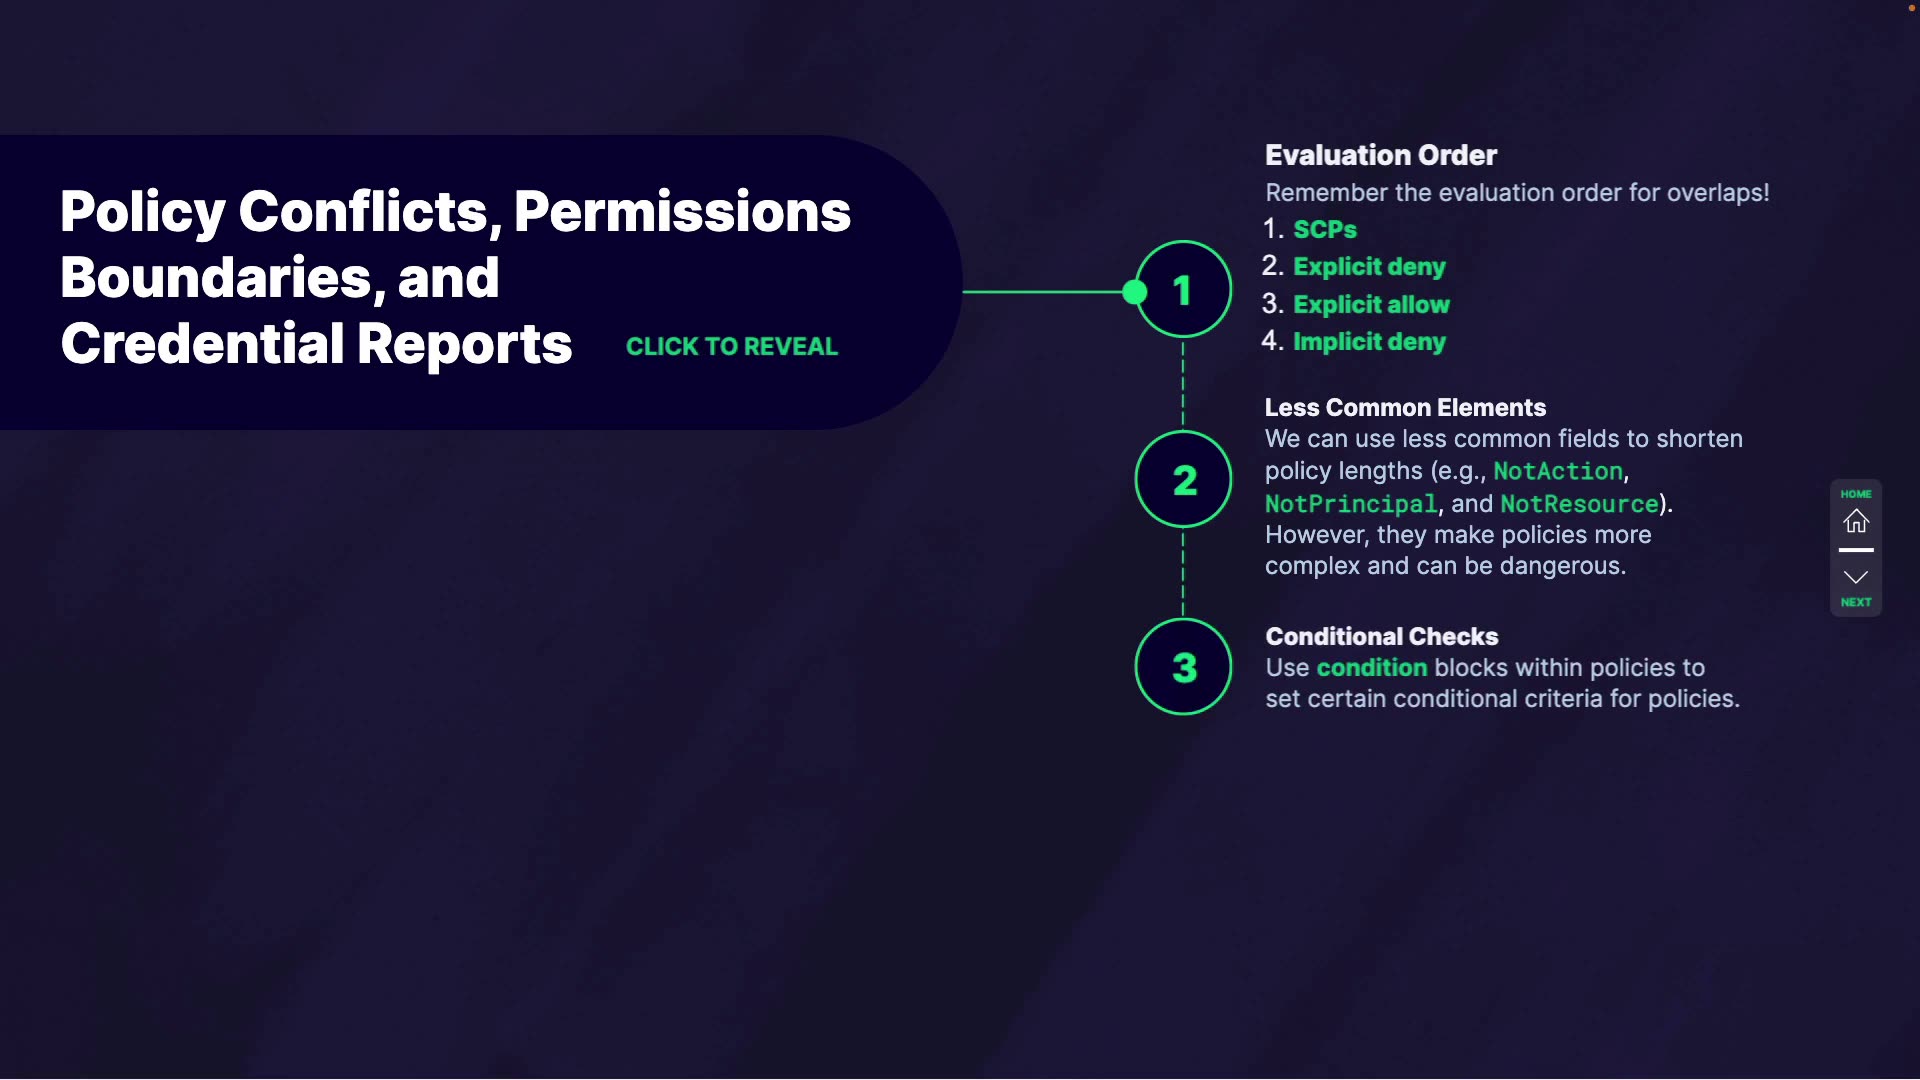 Policy Conflicts, Permissions
Boundaries, and
Credential Reports
CLICK TO REVEAL
1
Evaluation Order
Remember the evaluation order for overlaps!
1. SCPs
2. Explicit deny
3. Explicit allow
4. Implicit deny
2
Less Common Elements
We can use less common fields to shorten
policy lengths (e.g., NotAction,
NotPrincipal, and NotResource).
However, they make policies more
complex and can be dangerous.
3
Conditional Checks
Use condition blocks within policies to
set certain conditional criteria for policies.
HOME
NEXT